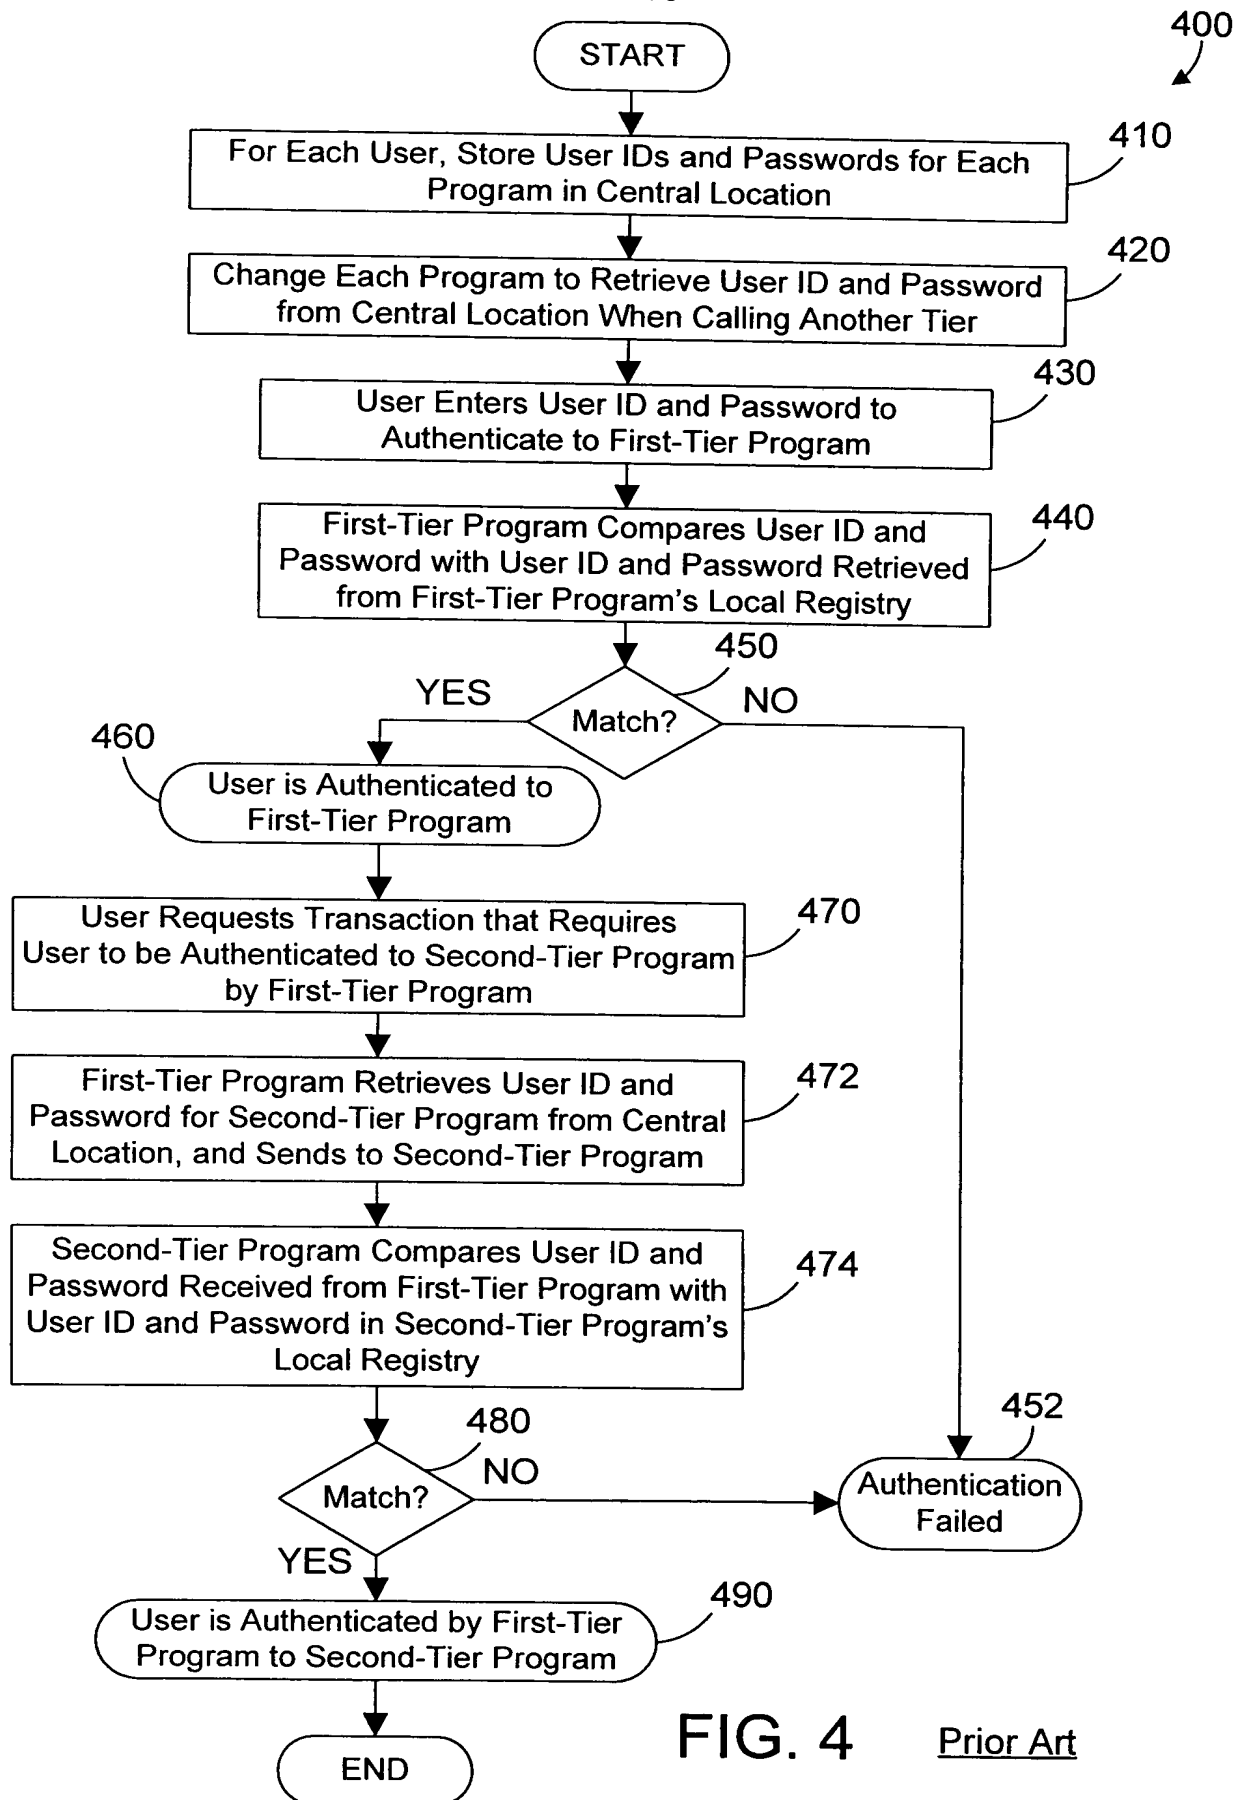 400
START
410
For Each User, Store User IDs and Passwords for Each
Program in Central Location
420
Change Each Program to Retrieve User ID and Password
from Central Location When Calling Another Tier
430
User Enters User ID and Password to
Authenticate to First-Tier Program
440
First-Tier Program Compares User ID and
Password with User ID and Password Retrieved
from First-Tier Program's Local Registry
450
YES
NO
Match?
460
User is Authenticated to
First-Tier Program
470
User Requests Transaction that Requires
User to be Authenticated to Second-Tier Program
by First-Tier Program
472
First-Tier Program Retrieves User ID and
Password for Second-Tier Program from Central
Location, and Sends to Second-Tier Program
474
Second-Tier Program Compares User ID and
Password Received from First-Tier Program with
User ID and Password in Second-Tier Program's
Local Registry
480
452
NO
Match?
Authentication
Failed
YES
490
User is Authenticated by First-Tier
Program to Second-Tier Program
END
FIG. 4
Prior Art